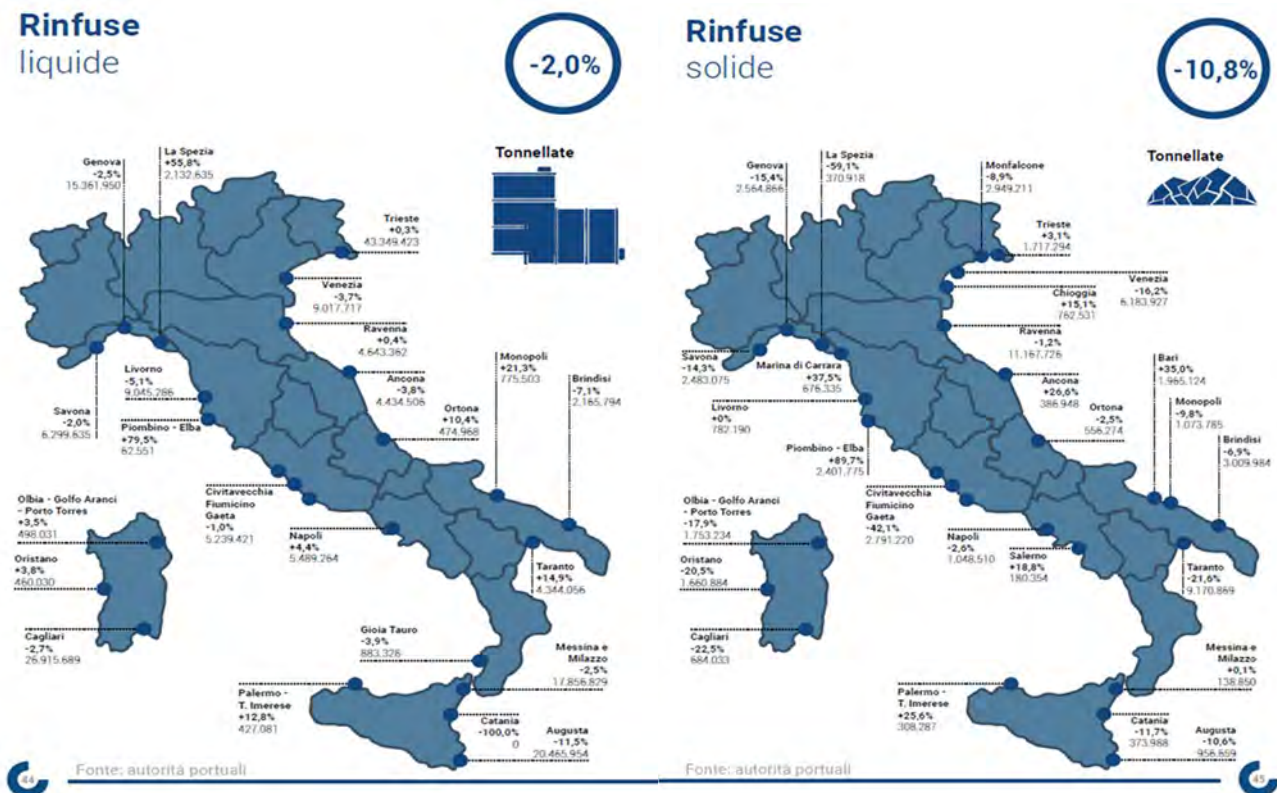 Rinfuse
liquide
-2,0%
Tonnellate
Genova
-2,5%
15.361.950
La Spezia
+55,8%
2.132.635
Trieste
+0,3%
43.349.423
Venezia
-3,7%
9.017.717
Ravenna
+0,4%
4.643.362
Livorno
-5,1%
9.045.286
Ancona
-3,8%
4.434.506
Monopoli
+21,3%
775.503
Brindisi
-7,1%
2.165.794
Savona
-2,0%
6.299.635
Piombino - Elba
+79,5%
62.551
Ortona
+10,4%
474.968
Olbia - Golfo Aranci
- Porto Torres
+3,5%
498.031
Civitavecchia
Fiumicino
Gaeta
-1,0%
5.239.421
Napoli
+4,4%
5.489.264
Oristano
+3,8%
460.030
Taranto
+14,9%
4.344.056
Cagliari
-2,7%
26.915.689
Gioia Tauro
-3,9%
883.328
Messina e
Milazzo
-2,5%
17.856.829
Palermo -
T. Imerese
+12,8%
427.081
Catania
-100,0%
0
Augusta
-11,5%
20.465.954
44
Fonte: autorità portuali
Rinfuse
solide
-10,8%
Tonnellate
Genova
-15,4%
2.564.866
La Spezia
-59,1%
370.918
Monfalcone
-8,9%
2.949.211
Trieste
+3,1%
1.717.294
Venezia
-16,2%
6.183.927
Chioggia
+15,1%
762.531
Ravenna
-1,2%
11.167.726
Savona
-14,3%
2.483.075
Marina di Carrara
+37,5%
676.335
Bari
+35,0%
1.965.124
Ancona
+26,6%
386.948
Livorno
+0%
782.190
Monopoli
-9,8%
1.073.785
Ortona
-2,5%
556.274
Piombino - Elba
+89,7%
2.401.775
Brindisi
-6,9%
3.009.984
Olbia - Golfo Aranci
- Porto Torres
-17,9%
1.753.234
Civitavecchia
Fiumicino
Gaeta
-42,1%
2.791.220
Napoli
-2,6%
1.048.510
Salerno
+18,8%
180.354
Oristano
-20,5%
1.660.884
Taranto
-21,6%
9.170.869
Cagliari
-22,5%
684.033
Messina e
Milazzo
+0,1%
138.850
Palermo -
T. Imerese
+25,6%
308.287
Catania
-11,7%
373.988
Augusta
-10,6%
956.659
Fonte: autorità portuali
45